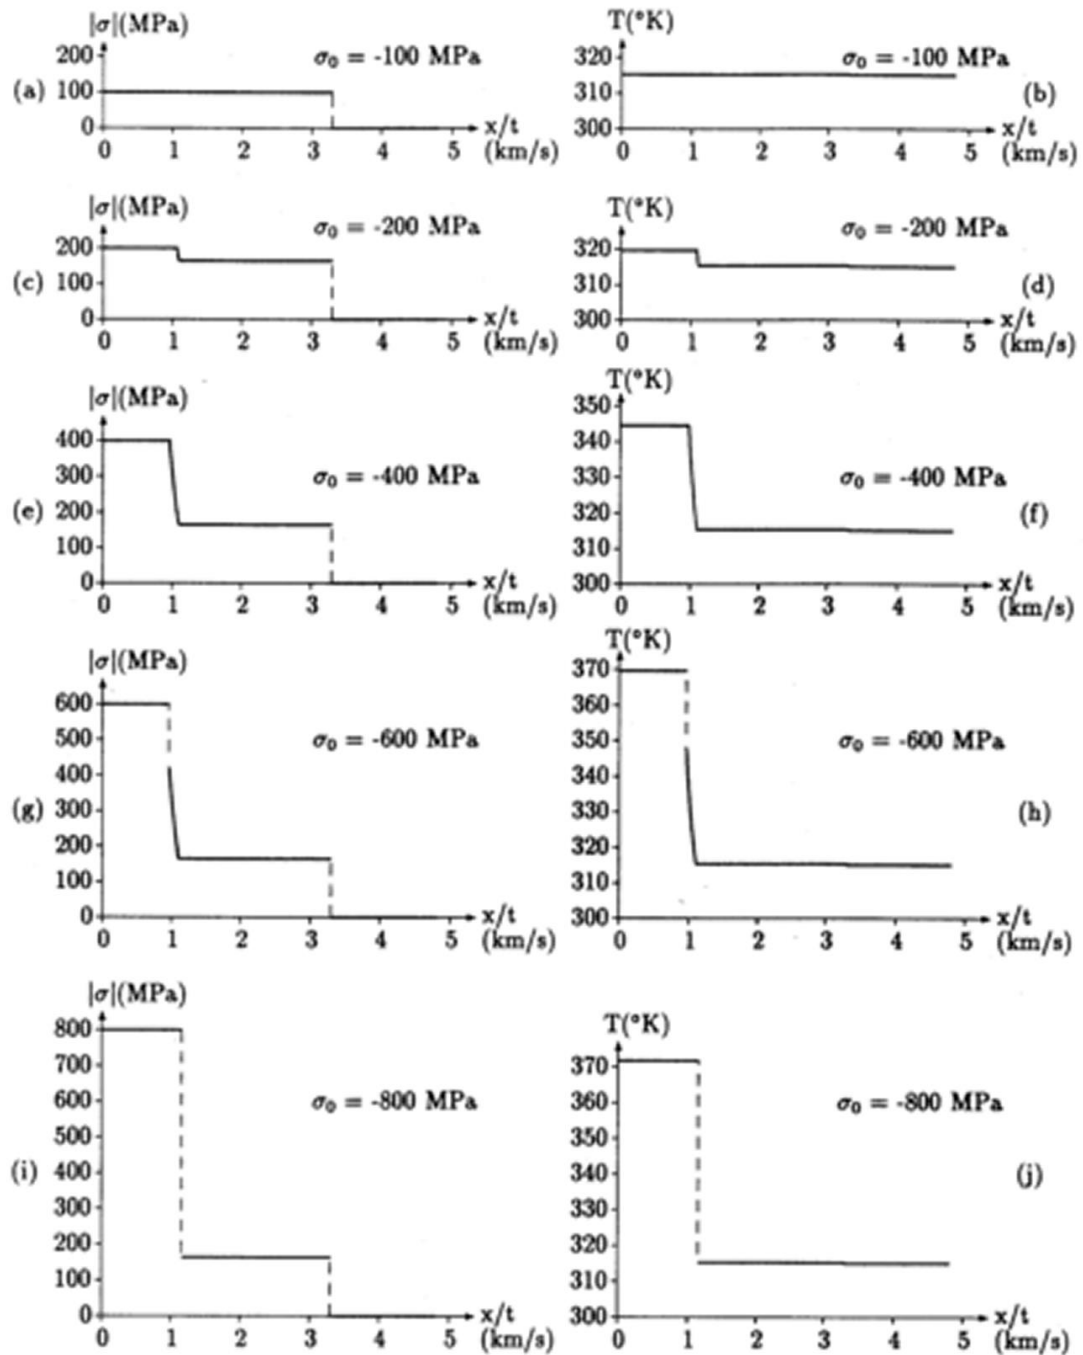 |σ|(MPa)
200
100
0
0 1 2 3 4 5
x/t
(km/s)
σ₀ = -100 MPa
(a)
T(°K)
320
310
300
0 1 2 3 4 5
x/t
(km/s)
σ₀ = -100 MPa
(b)
|σ|(MPa)
200
100
0
0 1 2 3 4 5
x/t
(km/s)
σ₀ = -200 MPa
(c)
T(°K)
320
310
300
0 1 2 3 4 5
x/t
(km/s)
σ₀ = -200 MPa
(d)
|σ|(MPa)
400
300
200
100
0
0 1 2 3 4 5
x/t
(km/s)
σ₀ = -400 MPa
(e)
T(°K)
350
340
330
320
310
300
0 1 2 3 4 5
x/t
(km/s)
σ₀ = -400 MPa
(f)
|σ|(MPa)
600
500
400
300
200
100
0
0 1 2 3 4 5
x/t
(km/s)
σ₀ = -600 MPa
(g)
T(°K)
370
360
350
340
330
320
310
300
0 1 2 3 4 5
x/t
(km/s)
σ₀ = -600 MPa
(h)
|σ|(MPa)
800
700
600
500
400
300
200
100
0
0 1 2 3 4 5
x/t
(km/s)
σ₀ = -800 MPa
(i)
T(°K)
370
360
350
340
330
320
310
300
0 1 2 3 4 5
x/t
(km/s)
σ₀ = -800 MPa
(j)